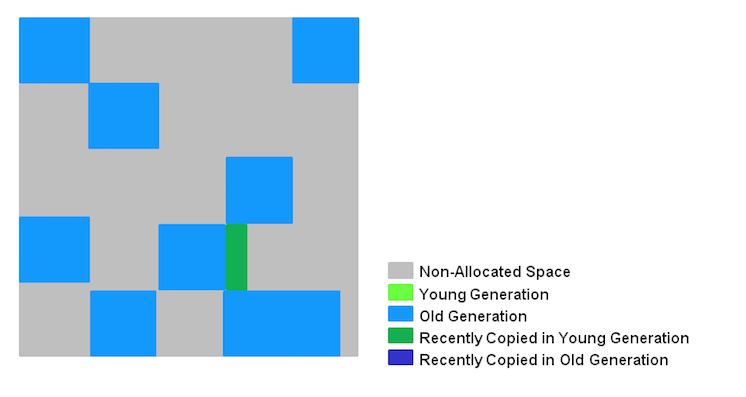 Non-Allocated Space
Young Generation
Old Generation
Recently Copied in Young Generation
Recently Copied in Old Generation